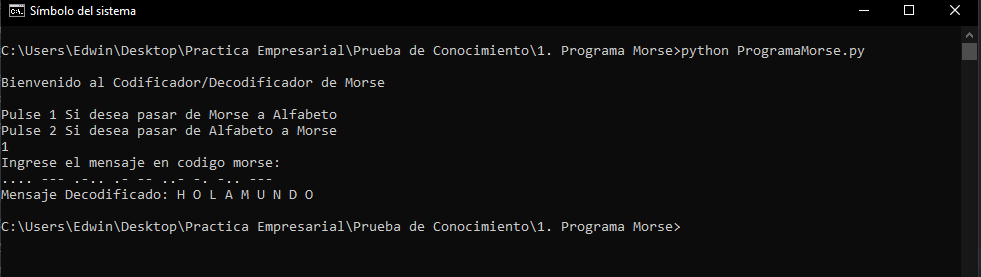 Símbolo del sistema
C:\Users\Edwin\Desktop\Practica Empresarial\Prueba de Conocimiento\1. Programa Morse>python ProgramaMorse.py
Bienvenido al Codificador/Decodificador de Morse
Pulse 1 Si desea pasar de Morse a Alfabeto
Pulse 2 Si desea pasar de Alfabeto a Morse
1
Ingrese el mensaje en codigo morse:
.... --- .-.. .- -- ..- -. -.. ---
Mensaje Decodificado: H O L A M U N D O
C:\Users\Edwin\Desktop\Practica Empresarial\Prueba de Conocimiento\1. Programa Morse>